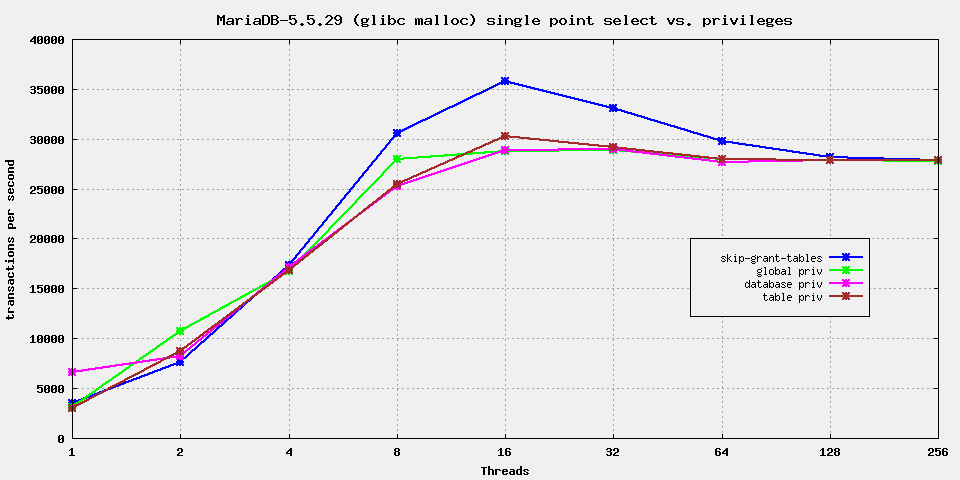 MariaDB-5.5.29 (glibc malloc) single point select vs. privileges
40000
35000
30000
25000
20000
15000
10000
5000
0
transactions per second
skip-grant-tables
global priv
database priv
table priv
1 2 4 8 16 32 64 128 256
Threads